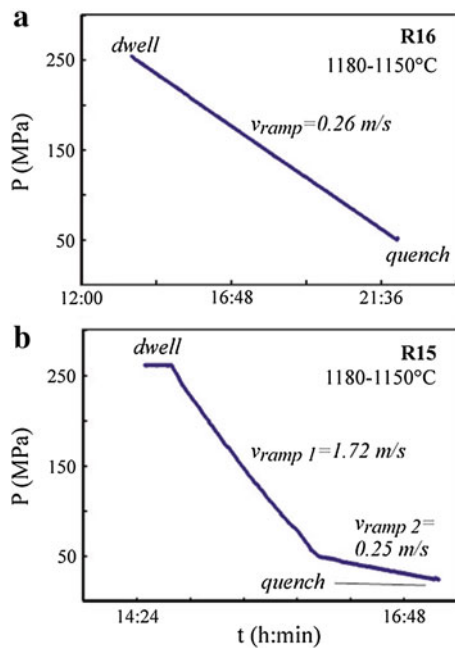 a
R16
dwell
1180-1150°C
250
v_ramp=0.26 m/s
150
P (MPa)
50
quench
12:00 16:48 21:36
b
dwell
R15
1180-1150°C
250
v_ramp 1=1.72 m/s
150
P (MPa)
v_ramp 2=
0.25 m/s
50
quench
14:24 16:48
t (h:min)